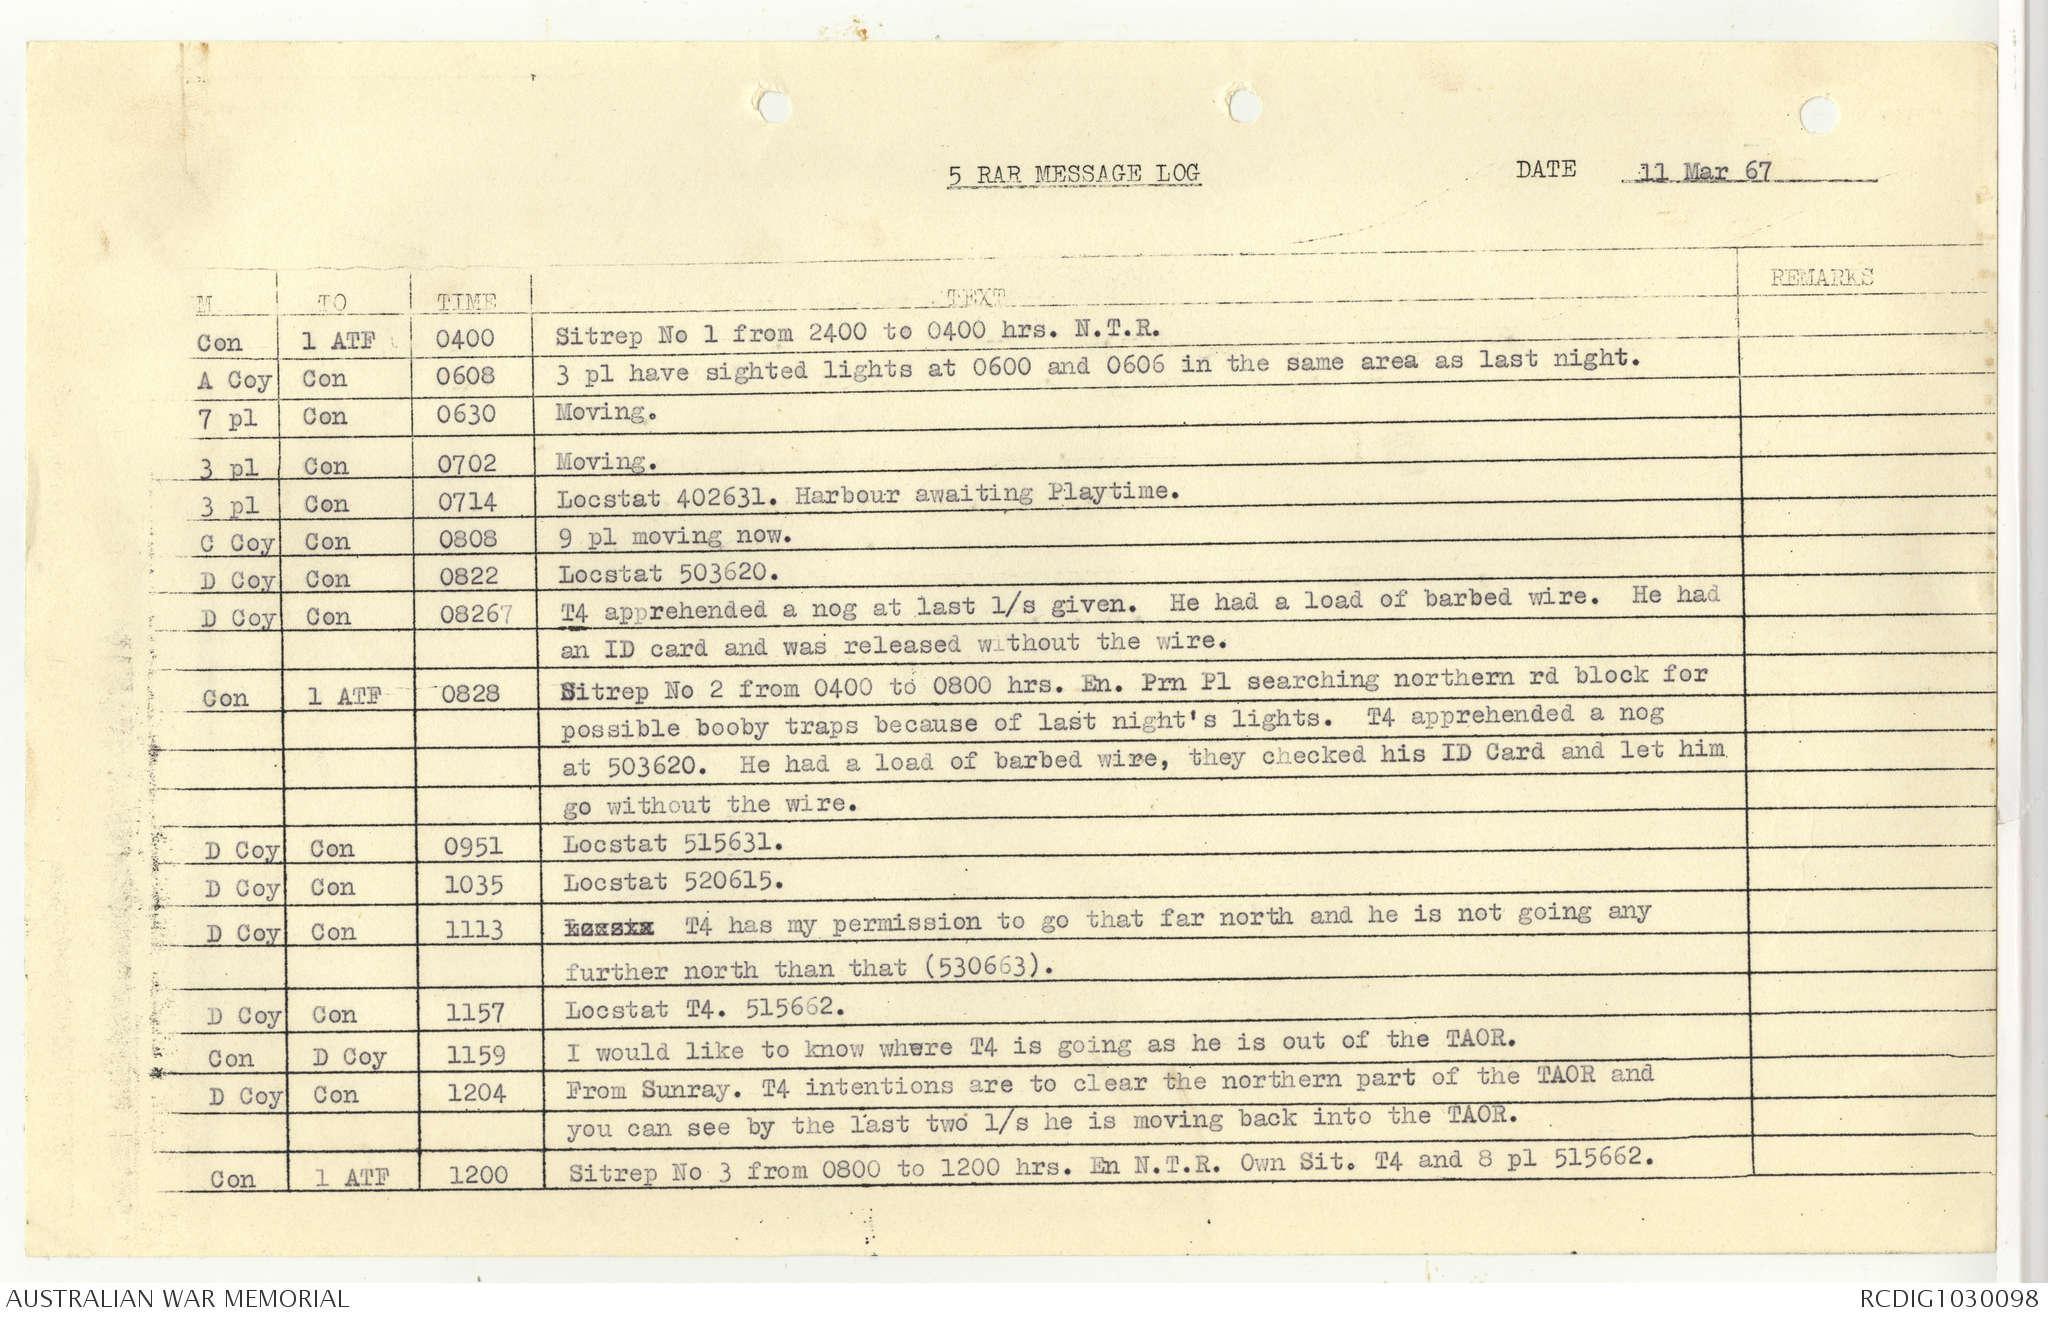 5 RAR MESSAGE LOG DATE 11 Mar 67
M TO TIME TEXT REMARKS
Con 1 ATF 0400 Sitrep No 1 from 2400 to 0400 hrs. N.T.R.
A Coy Con 0608 3 pl have sighted lights at 0600 and 0606 in the same area as last night.
7 pl Con 0630 Moving.
3 pl Con 0702 Moving.
3 pl Con 0714 Locstat 402631. Harbour awaiting Playtime.
C Coy Con 0808 9 pl moving now.
D Coy Con 0822 Locstat 503620.
D Coy Con 08267 T4 apprehended a nog at last l/s given. He had a load of barbed wire. He had
an ID card and was released without the wire.
Con 1 ATF 0828 Sitrep No 2 from 0400 to 0800 hrs. En. Prn Pl searching northern rd block for
possible booby traps because of last night's lights. T4 apprehended a nog
at 503620. He had a load of barbed wire, they checked his ID Card and let him
go without the wire.
D Coy Con 0951 Locstat 515631.
D Coy Con 1035 Locstat 520615.
D Coy Con 1113 T4 has my permission to go that far north and he is not going any
further north than that (530663).
D Coy Con 1157 Locstat T4. 515662.
Con D Coy 1159 I would like to know where T4 is going as he is out of the TAOR.
D Coy Con 1204 From Sunray. T4 intentions are to clear the northern part of the TAOR and
you can see by the last two l/s he is moving back into the TAOR.
Con 1 ATF 1200 Sitrep No 3 from 0800 to 1200 hrs. En N.T.R. Own Sit. T4 and 8 pl 515662.
AUSTRALIAN WAR MEMORIAL RCDIG1030098